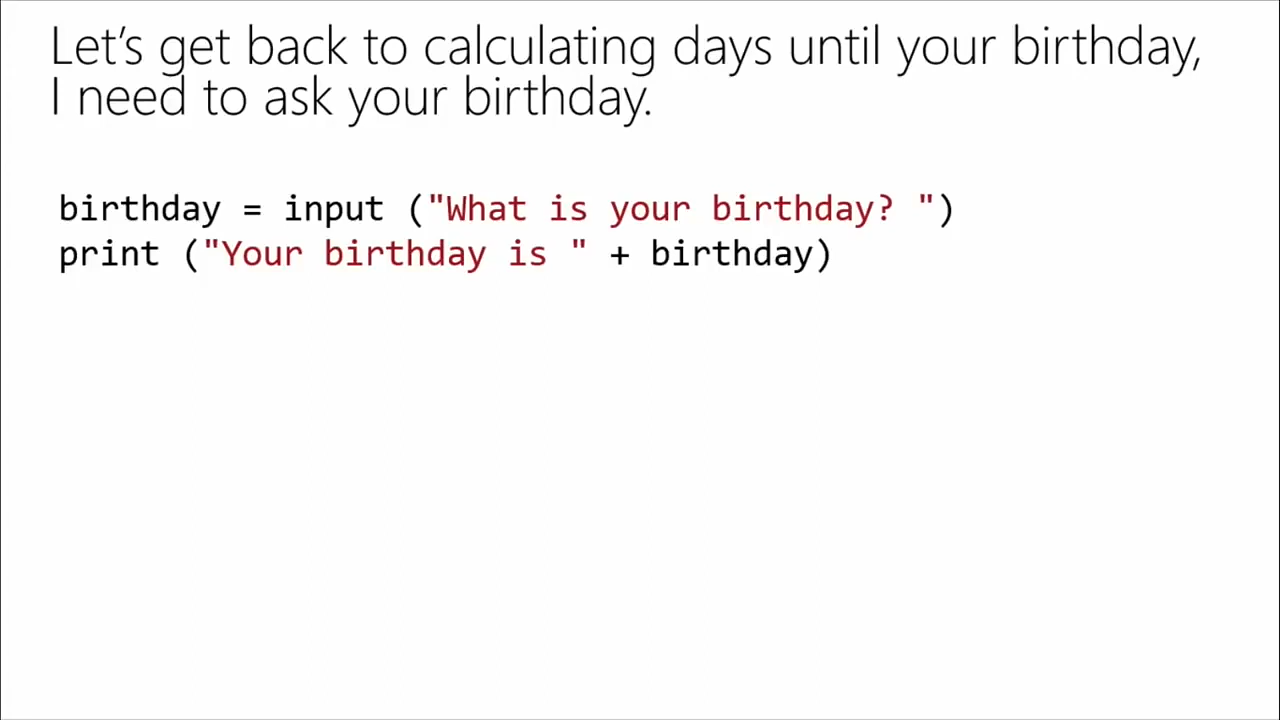 Let’s get back to calculating days until your birthday,
I need to ask your birthday.
birthday = input ("What is your birthday? ")
print ("Your birthday is " + birthday)